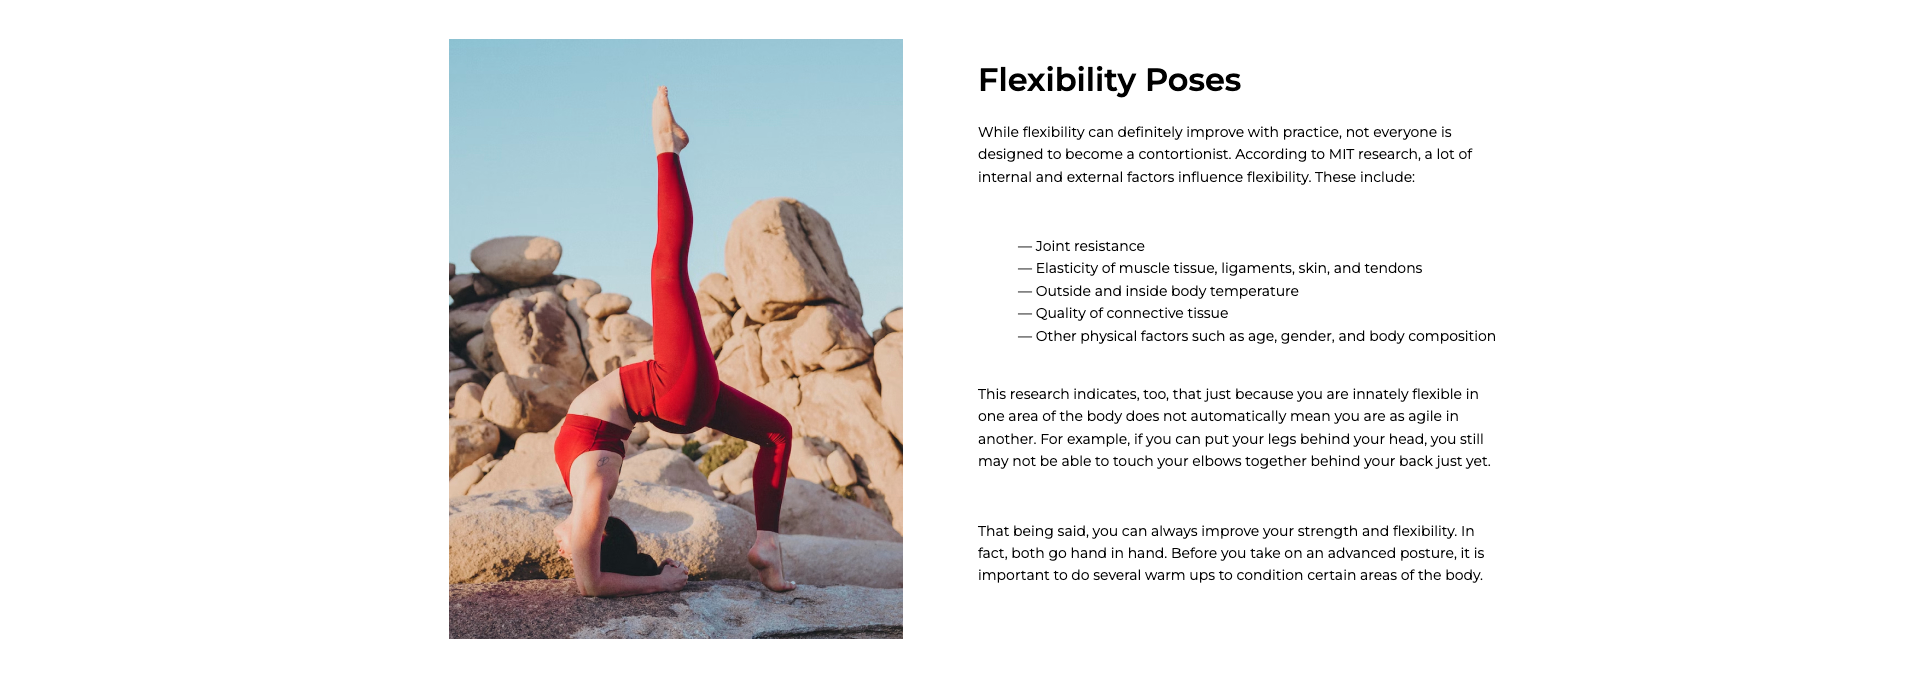 Flexibility Poses
While flexibility can definitely improve with practice, not everyone is
designed to become a contortionist. According to MIT research, a lot of
internal and external factors influence flexibility. These include:
— Joint resistance
— Elasticity of muscle tissue, ligaments, skin, and tendons
— Outside and inside body temperature
— Quality of connective tissue
— Other physical factors such as age, gender, and body composition
This research indicates, too, that just because you are innately flexible in
one area of the body does not automatically mean you are as agile in
another. For example, if you can put your legs behind your head, you still
may not be able to touch your elbows together behind your back just yet.
That being said, you can always improve your strength and flexibility. In
fact, both go hand in hand. Before you take on an advanced posture, it is
important to do several warm ups to condition certain areas of the body.